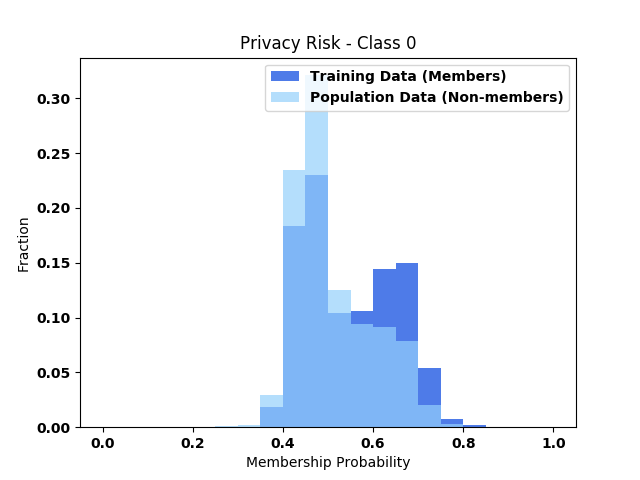 Privacy Risk - Class 0
Training Data (Members)
Population Data (Non-members)
0.30
0.25
0.20
0.15
0.10
0.05
0.00
Fraction
0.0 0.2 0.4 0.6 0.8 1.0
Membership Probability